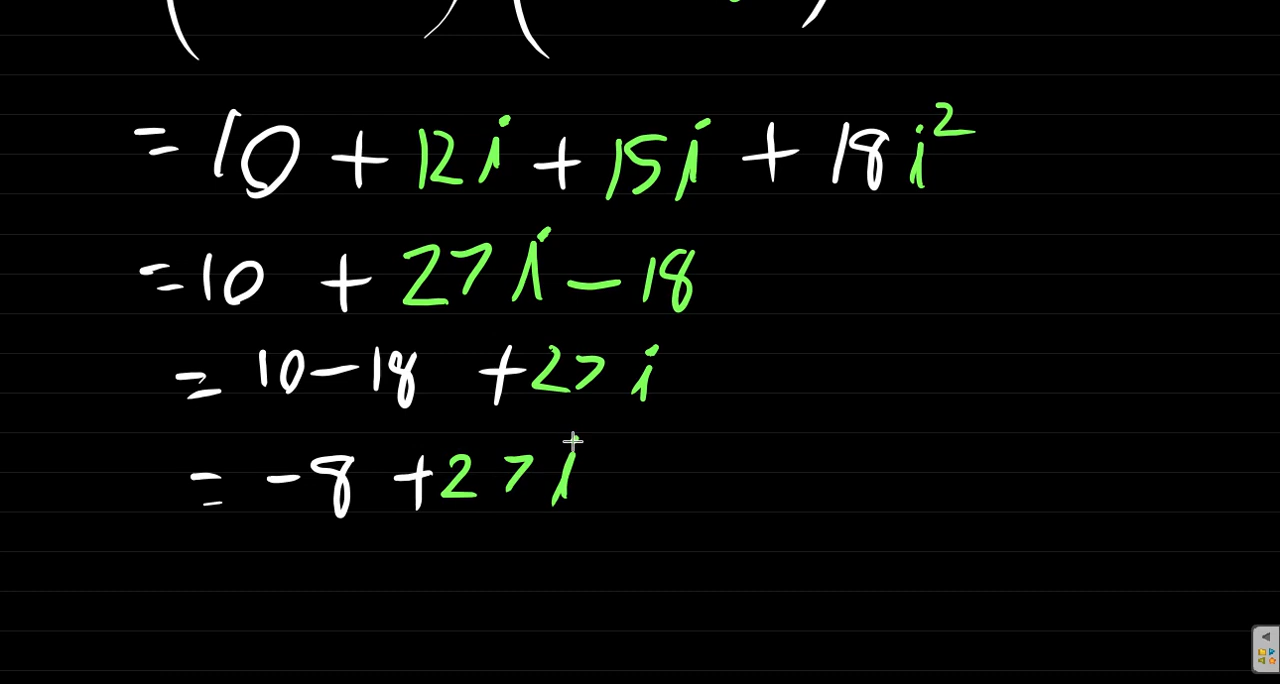 = 10 + 12i + 15i + 18i²
= 10 + 27i - 18
= 10 - 18 + 27i
= -8 + 27i